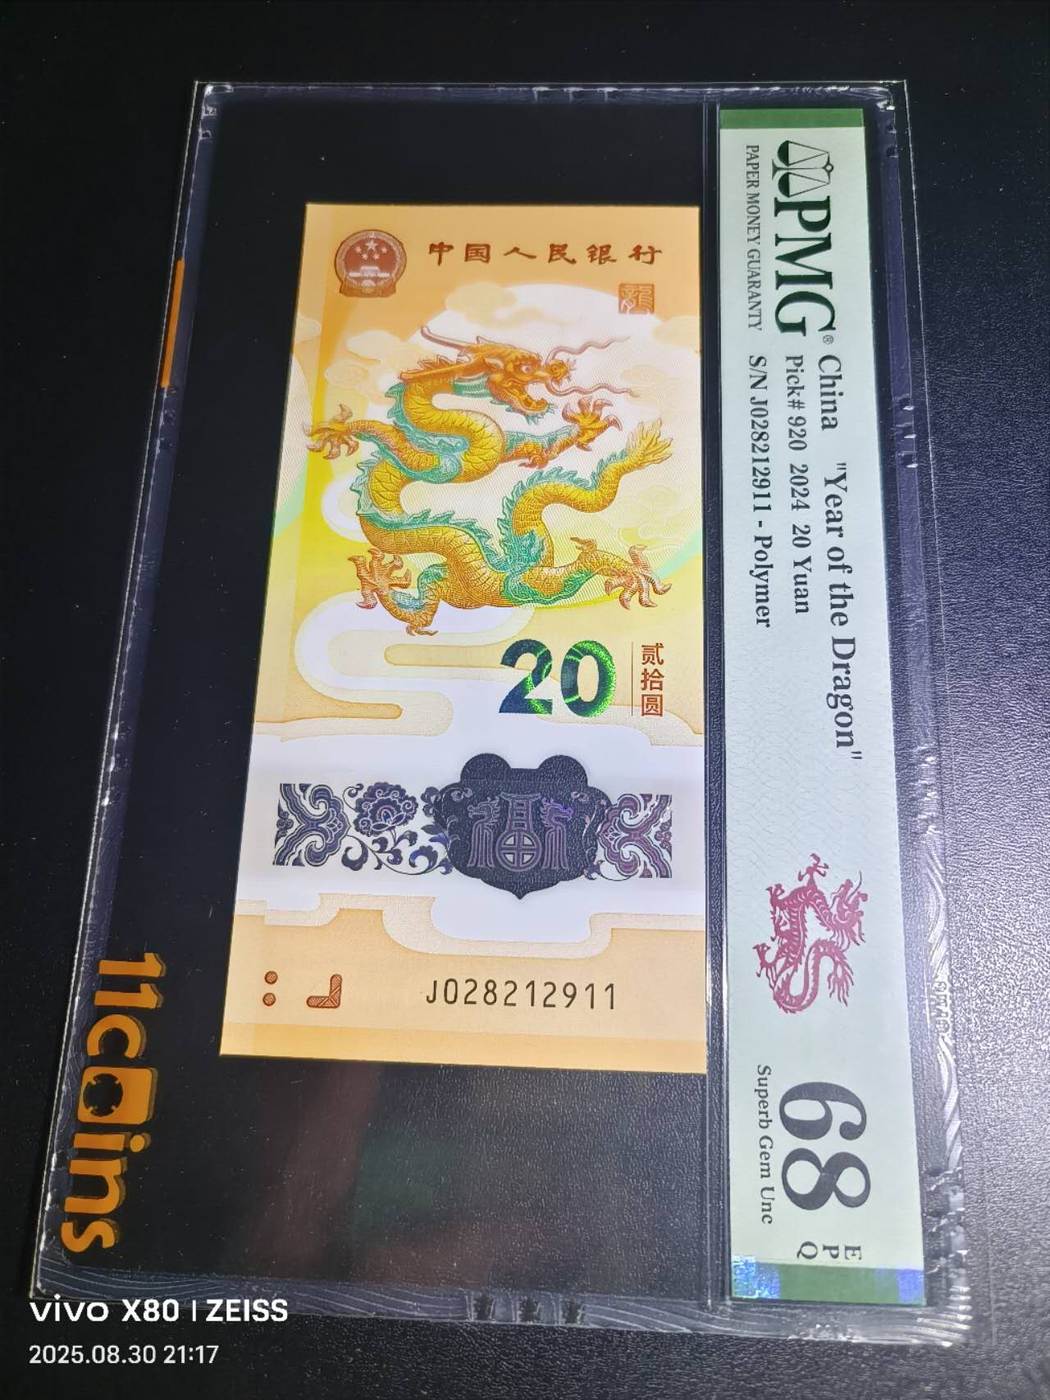 中国人民银行
龍
20
贰拾圆
J028212911
PMG®
PAPER MONEY GUARANTY
China "Year of the Dragon"
Pick# 920 2024 20 Yuan
S/N J028212911 - Polymer
68
EPQ
Superb Gem Unc
11coins
vivo X80 | ZEISS
2025.08.30 21:17